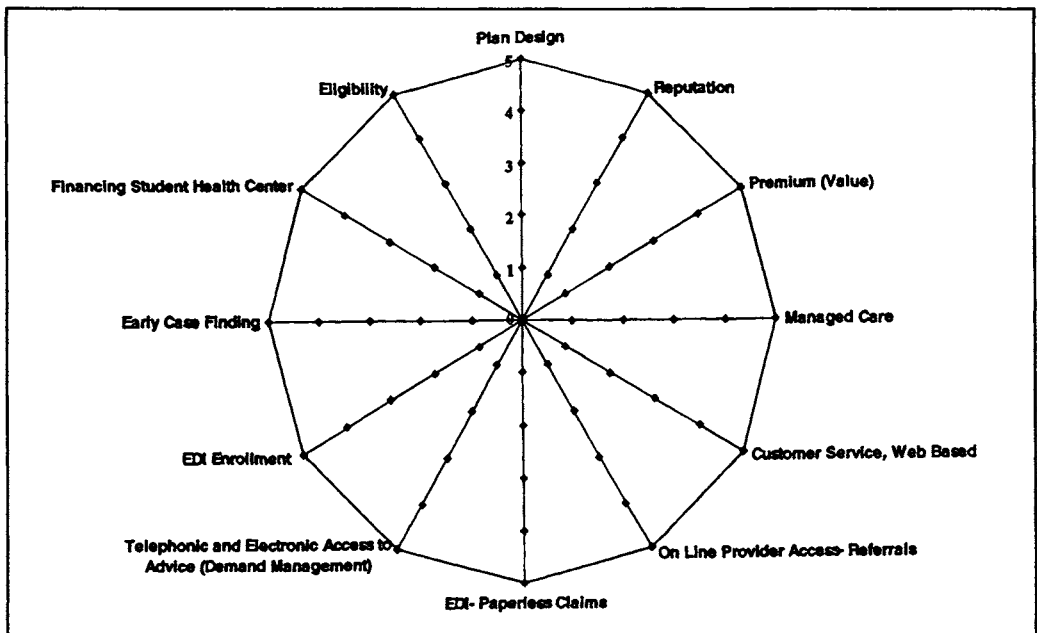 Plan Design
5
Eligibility
Reputation
4
3
Financing Student Health Center
Premium (Value)
2
1
0
Early Case Finding
Managed Care
EDI Enrollment
Customer Service, Web Based
Telephonic and Electronic Access to
Advice (Demand Management)
On Line Provider Access- Referrals
EDI- Paperless Claims